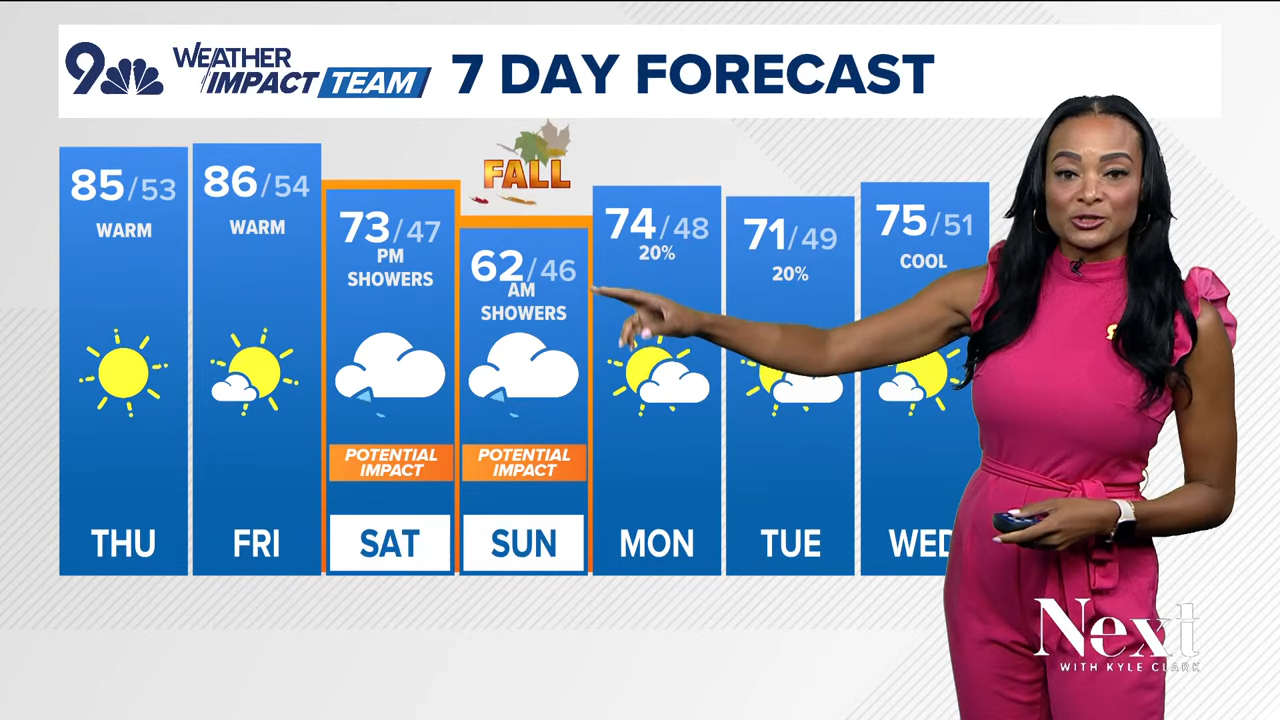 9 WEATHER IMPACT TEAM 7 DAY FORECAST
FALL
85/53
WARM
THU
86/54
WARM
FRI
73/47
PM
SHOWERS
POTENTIAL
IMPACT
SAT
62/46
AM
SHOWERS
POTENTIAL
IMPACT
SUN
74/48
20%
MON
71/49
20%
TUE
75/51
COOL
WED
Next
WITH KYLE CLARK